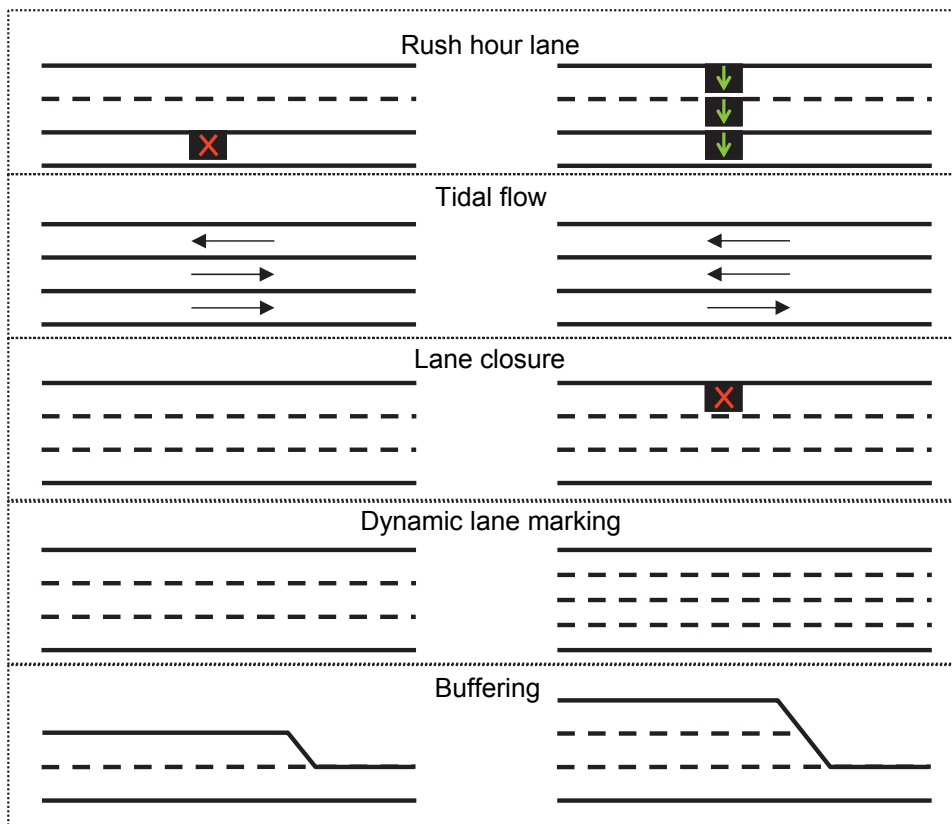 Rush hour lane
Tidal flow
Lane closure
Dynamic lane marking
Buffering